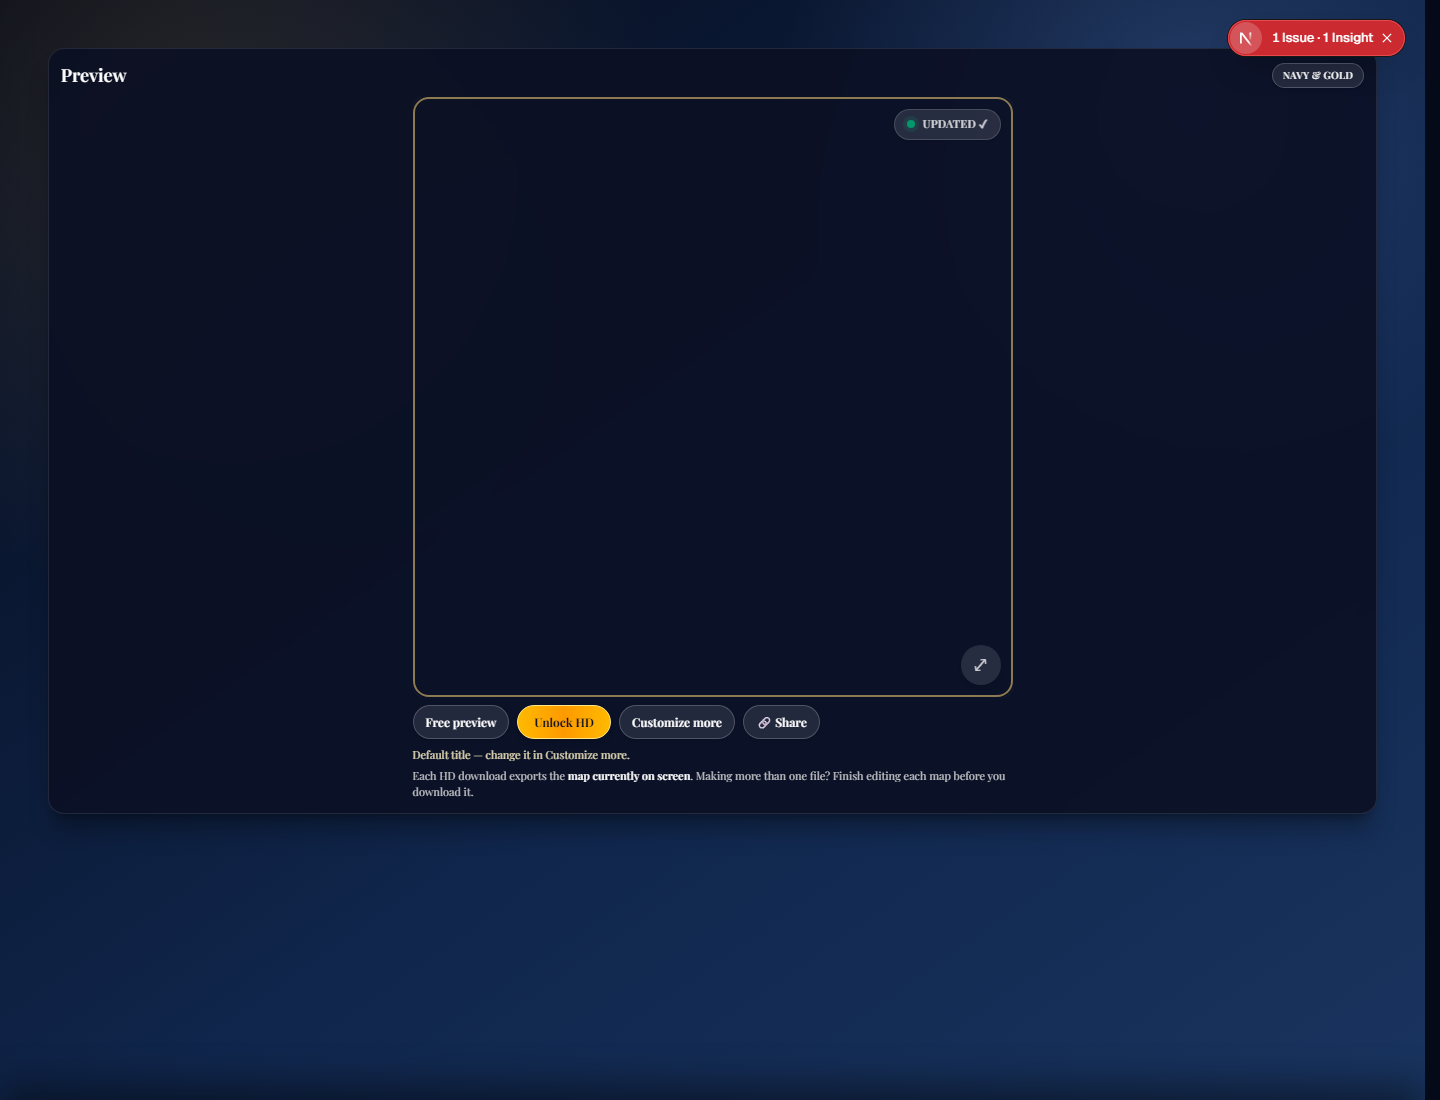 1 Issue · 1 Insight
Preview
NAVY & GOLD
UPDATED ✓
Free preview
Unlock HD
Customize more
Share
Default title — change it in Customize more.
Each HD download exports the map currently on screen. Making more than one file? Finish editing each map before you
download it.